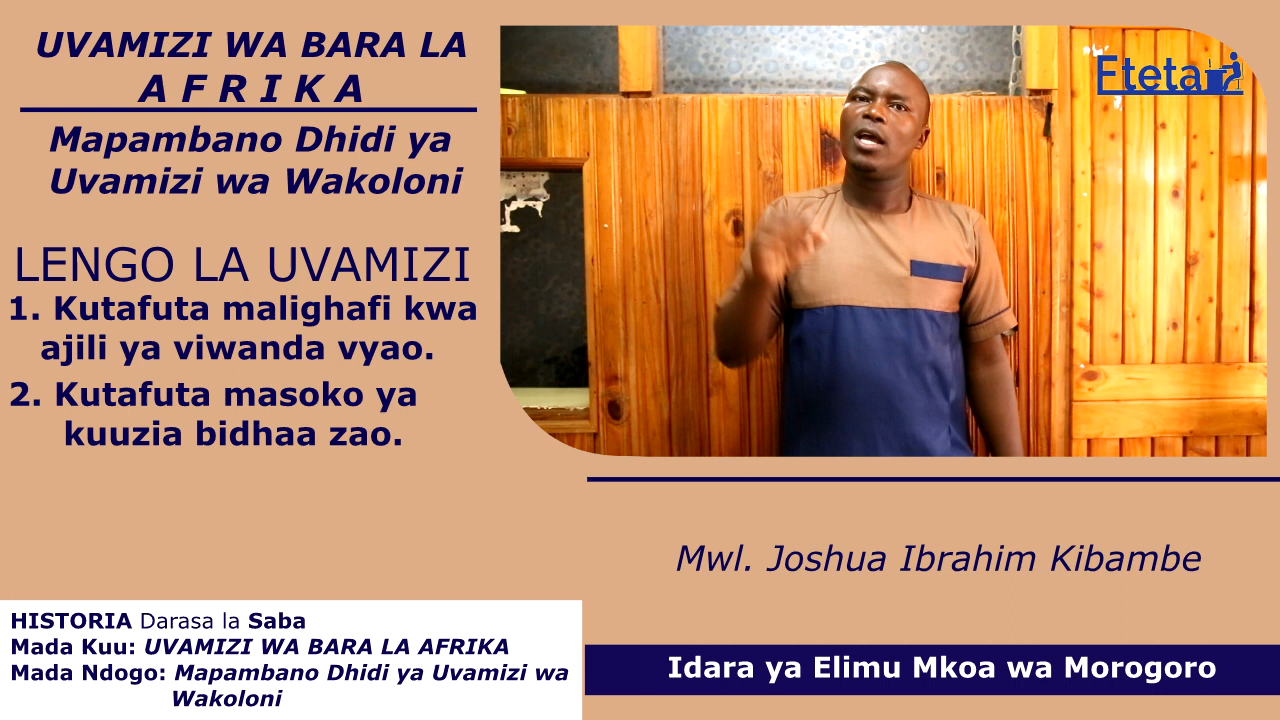 UVAMIZI WA BARA LA
AFRIKA
Mapambano Dhidi ya
Uvamizi wa Wakoloni
LENGO LA UVAMIZI
1. Kutafuta malighafi kwa
ajili ya viwanda vyao.
2. Kutafuta masoko ya
kuuzia bidhaa zao.
Eteta
Mwl. Joshua Ibrahim Kibambe
HISTORIA Darasa la Saba
Mada Kuu: UVAMIZI WA BARA LA AFRIKA
Mada Ndogo: Mapambano Dhidi ya Uvamizi wa
Wakoloni
Idara ya Elimu Mkoa wa Morogoro